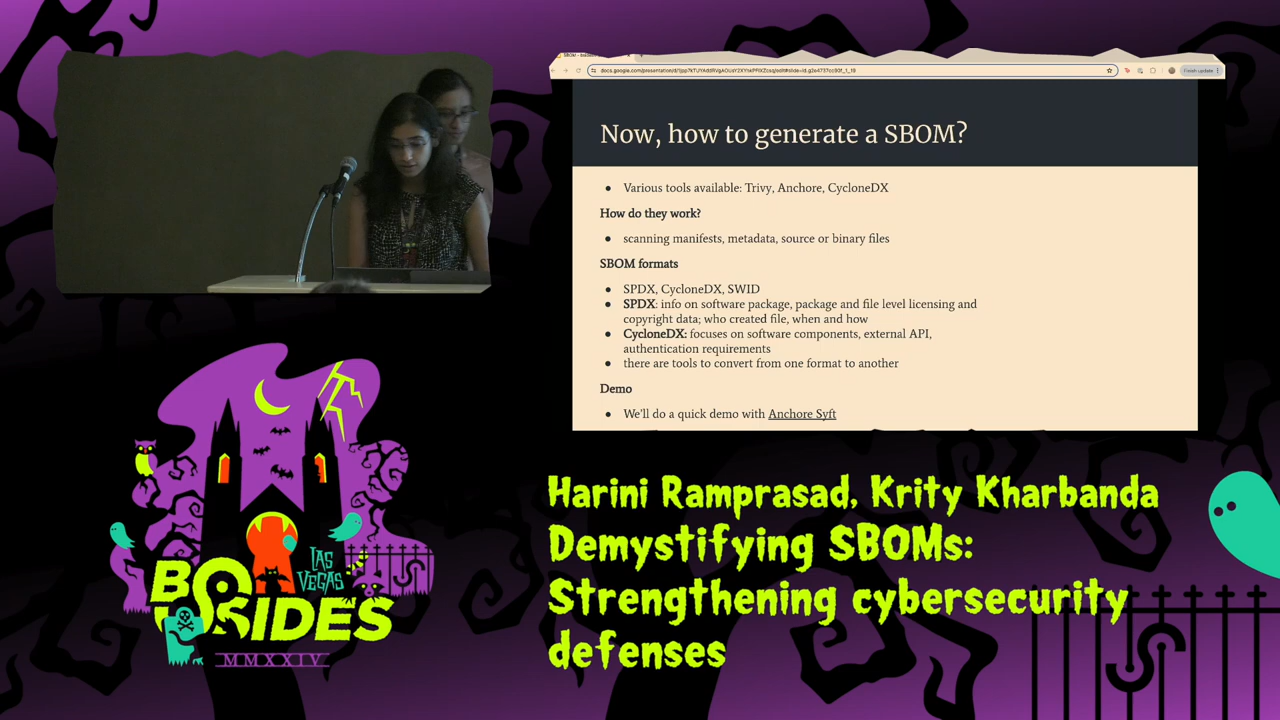 Now, how to generate a SBOM?
• Various tools available: Trivy, Anchore, CycloneDX
How do they work?
• scanning manifests, metadata, source or binary files
SBOM formats
• SPDX, CycloneDX, SWID
• SPDX: info on software package, package and file level licensing and
copyright data; who created file, when and how
• CycloneDX: focuses on software components, external API,
authentication requirements
• there are tools to convert from one format to another
Demo
• We'll do a quick demo with Anchore Syft
Finish update
LAS
VEGAS
BSIDES
MMXXIV
Harini Ramprasad, Krity Kharbanda
Demystifying SBOMs:
Strengthening cybersecurity
defenses